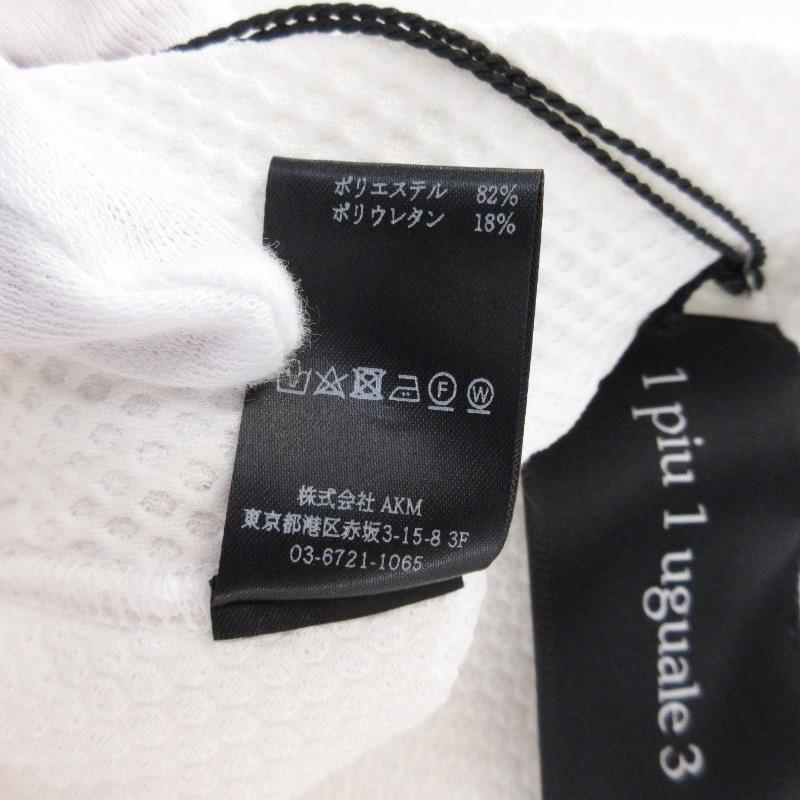 ポリエステル 82%
ポリウレタン 18%
F W
株式会社 AKM
東京都港区赤坂3-15-8 3F
03-6721-1065
1 piu 1 uguale 3